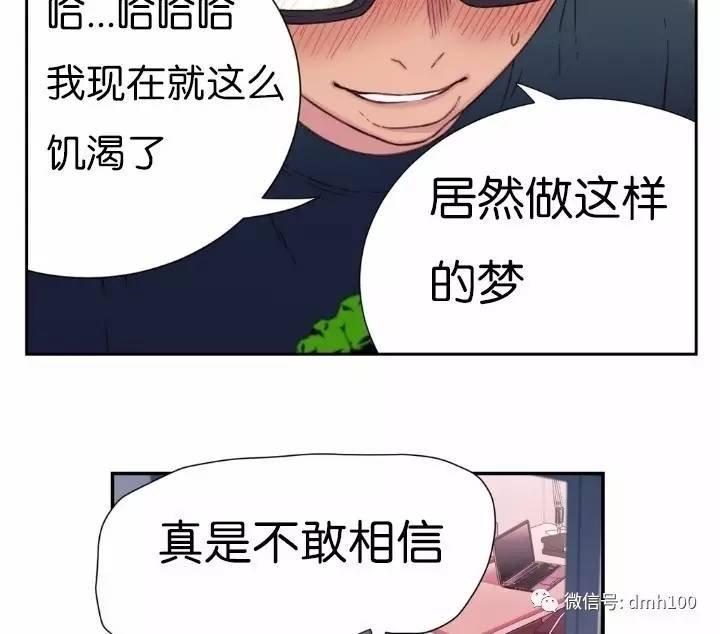 哈...哈哈哈
我现在就这么
饥渴了
居然做这样
的梦
真是不敢相信
微信号: dmh100